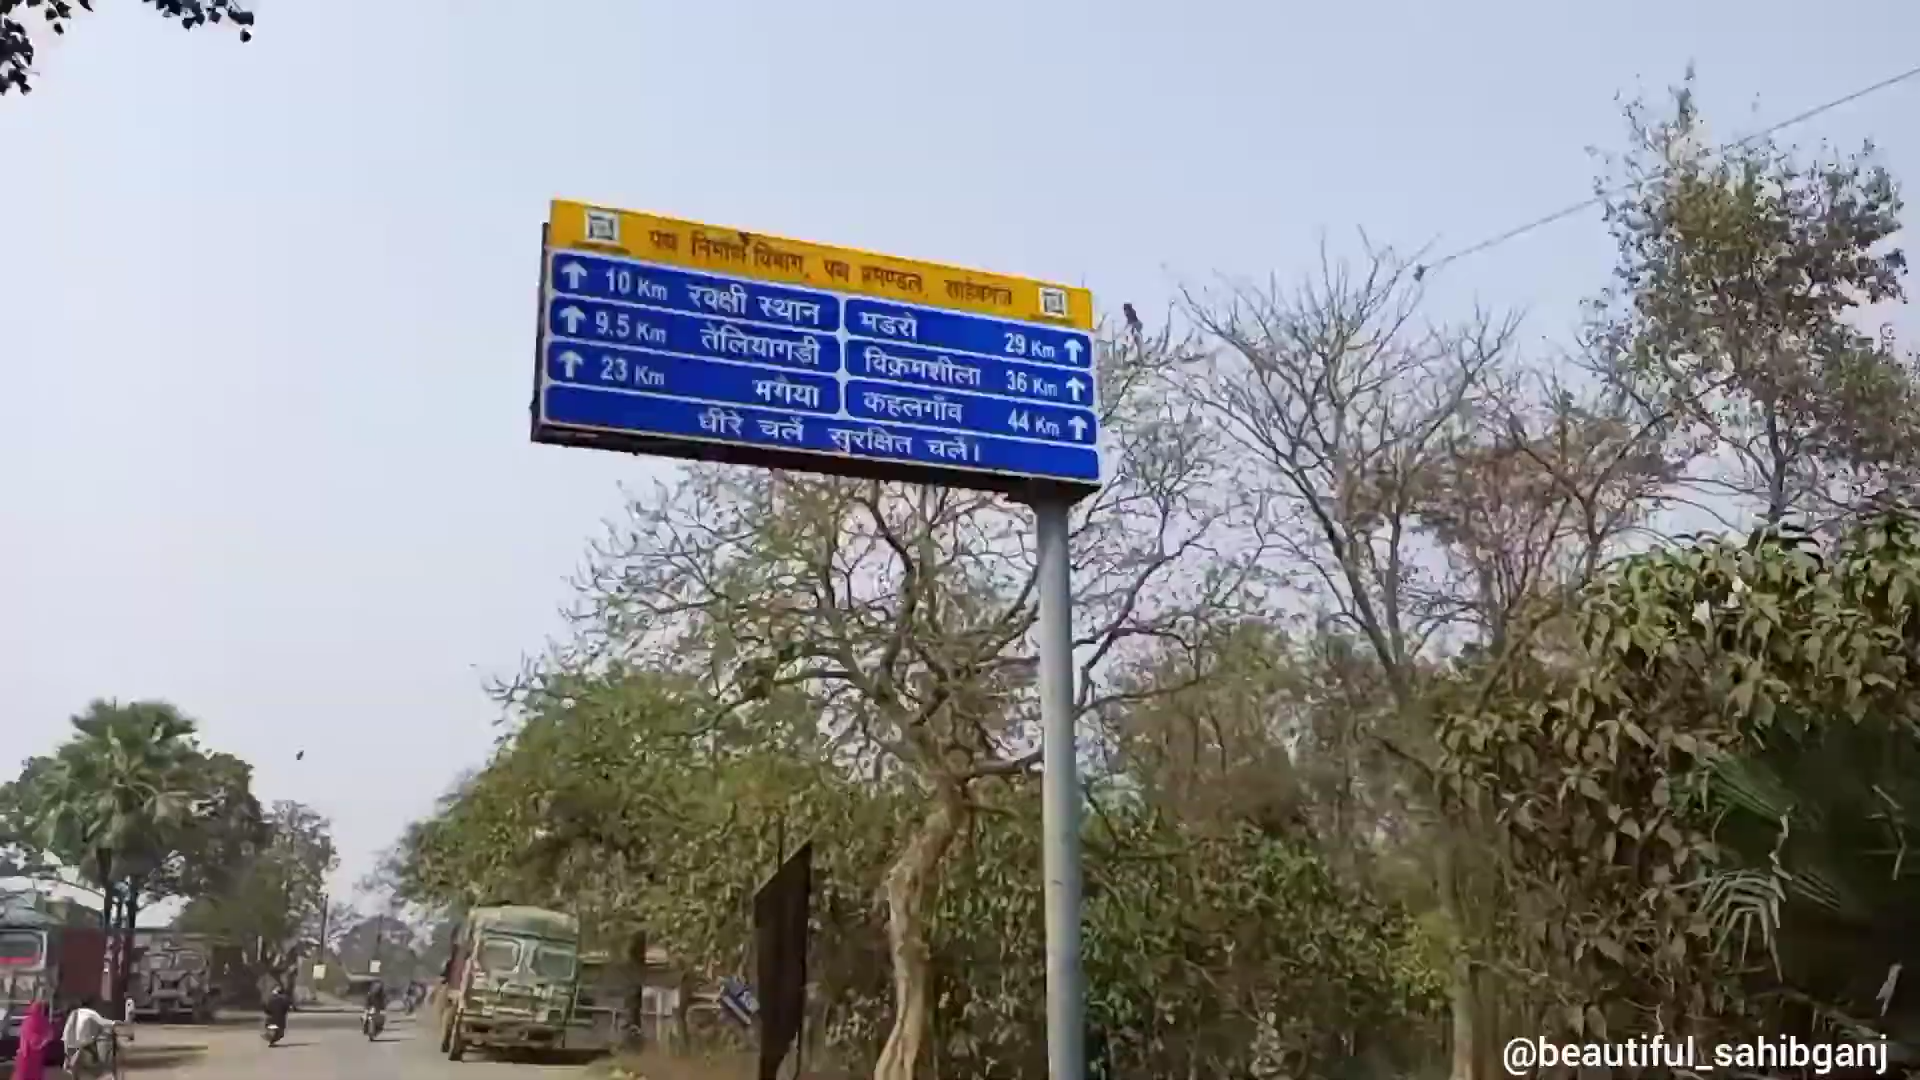 पथ निर्माण विभाग, पथ प्रमण्डल, साहेबगंज
10 Km रक्षी स्थान
9.5 Km तेलियागडी
23 Km मगैया
मडरो 29 Km
विक्रमशीला 36 Km
कहलगाँव 44 Km
धीरे चलें सुरक्षित चलें।
@beautiful_sahibganj